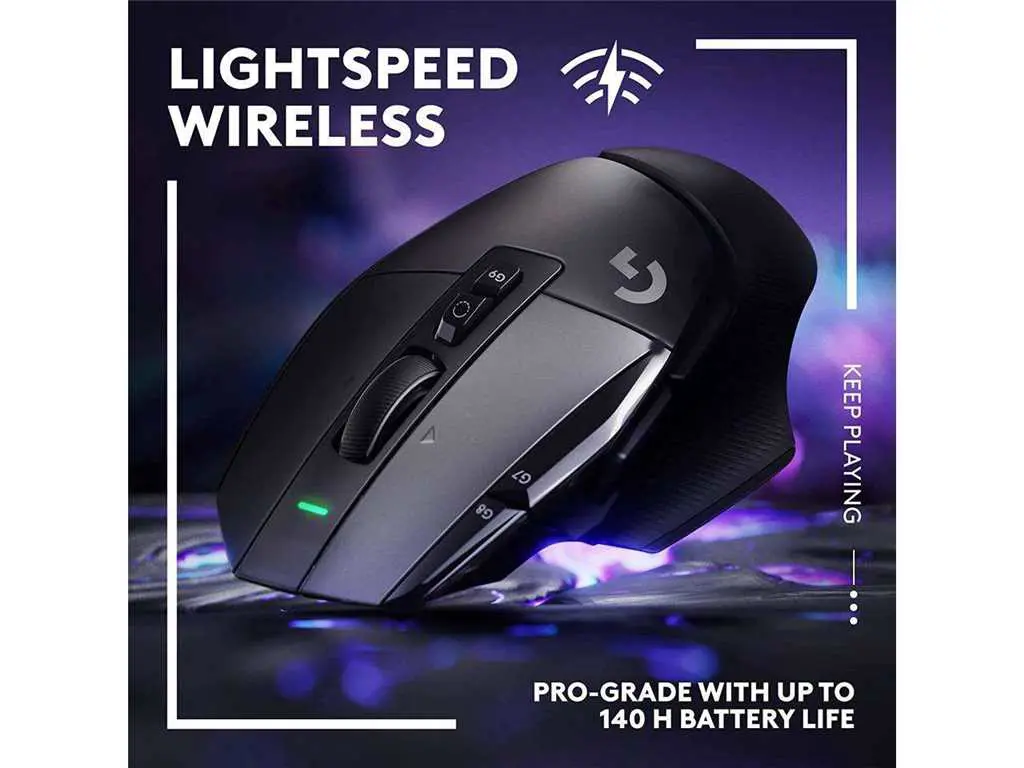 LIGHTSPEED
WIRELESS
G9
G
G7
G8
KEEP PLAYING
PRO-GRADE WITH UP TO
140 H BATTERY LIFE